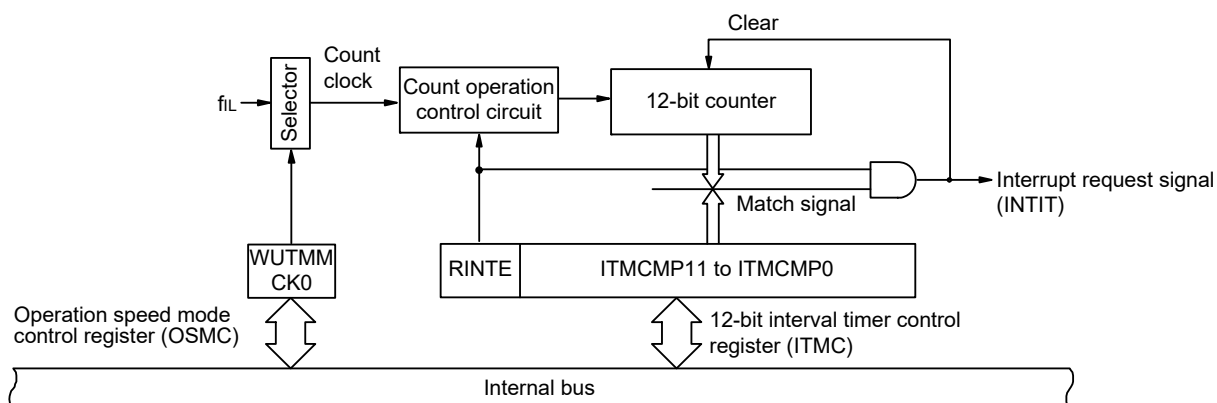 Clear
Count
clock
fIL
Selector
Count operation
control circuit
12-bit counter
Match signal
Interrupt request signal
(INTIT)
WUTMM
CK0
RINTE
ITMCMP11 to ITMCMP0
Operation speed mode
control register (OSMC)
12-bit interval timer control
register (ITMC)
Internal bus